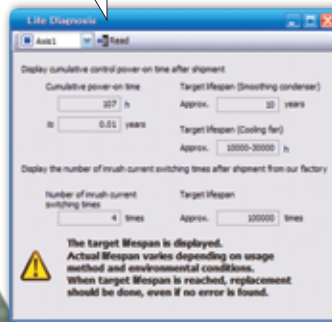 Life Diagnosis
Axis1 Read
Display cumulative control power-on time after shipment
Cumulative power-on time Target lifespan (Smoothing condenser)
107 h Approx. 10 years
is 0.01 years Target lifespan (Cooling fan)
Approx. 10000-30000 h
Display the number of inrush current switching times after shipment from our factory
Number of inrush current Target lifespan
switching times
4 times Approx. 100000 times
The target lifespan is displayed.
Actual lifespan varies depending on usage
method and environmental conditions.
When target lifespan is reached, replacement
should be done, even if no error is found.